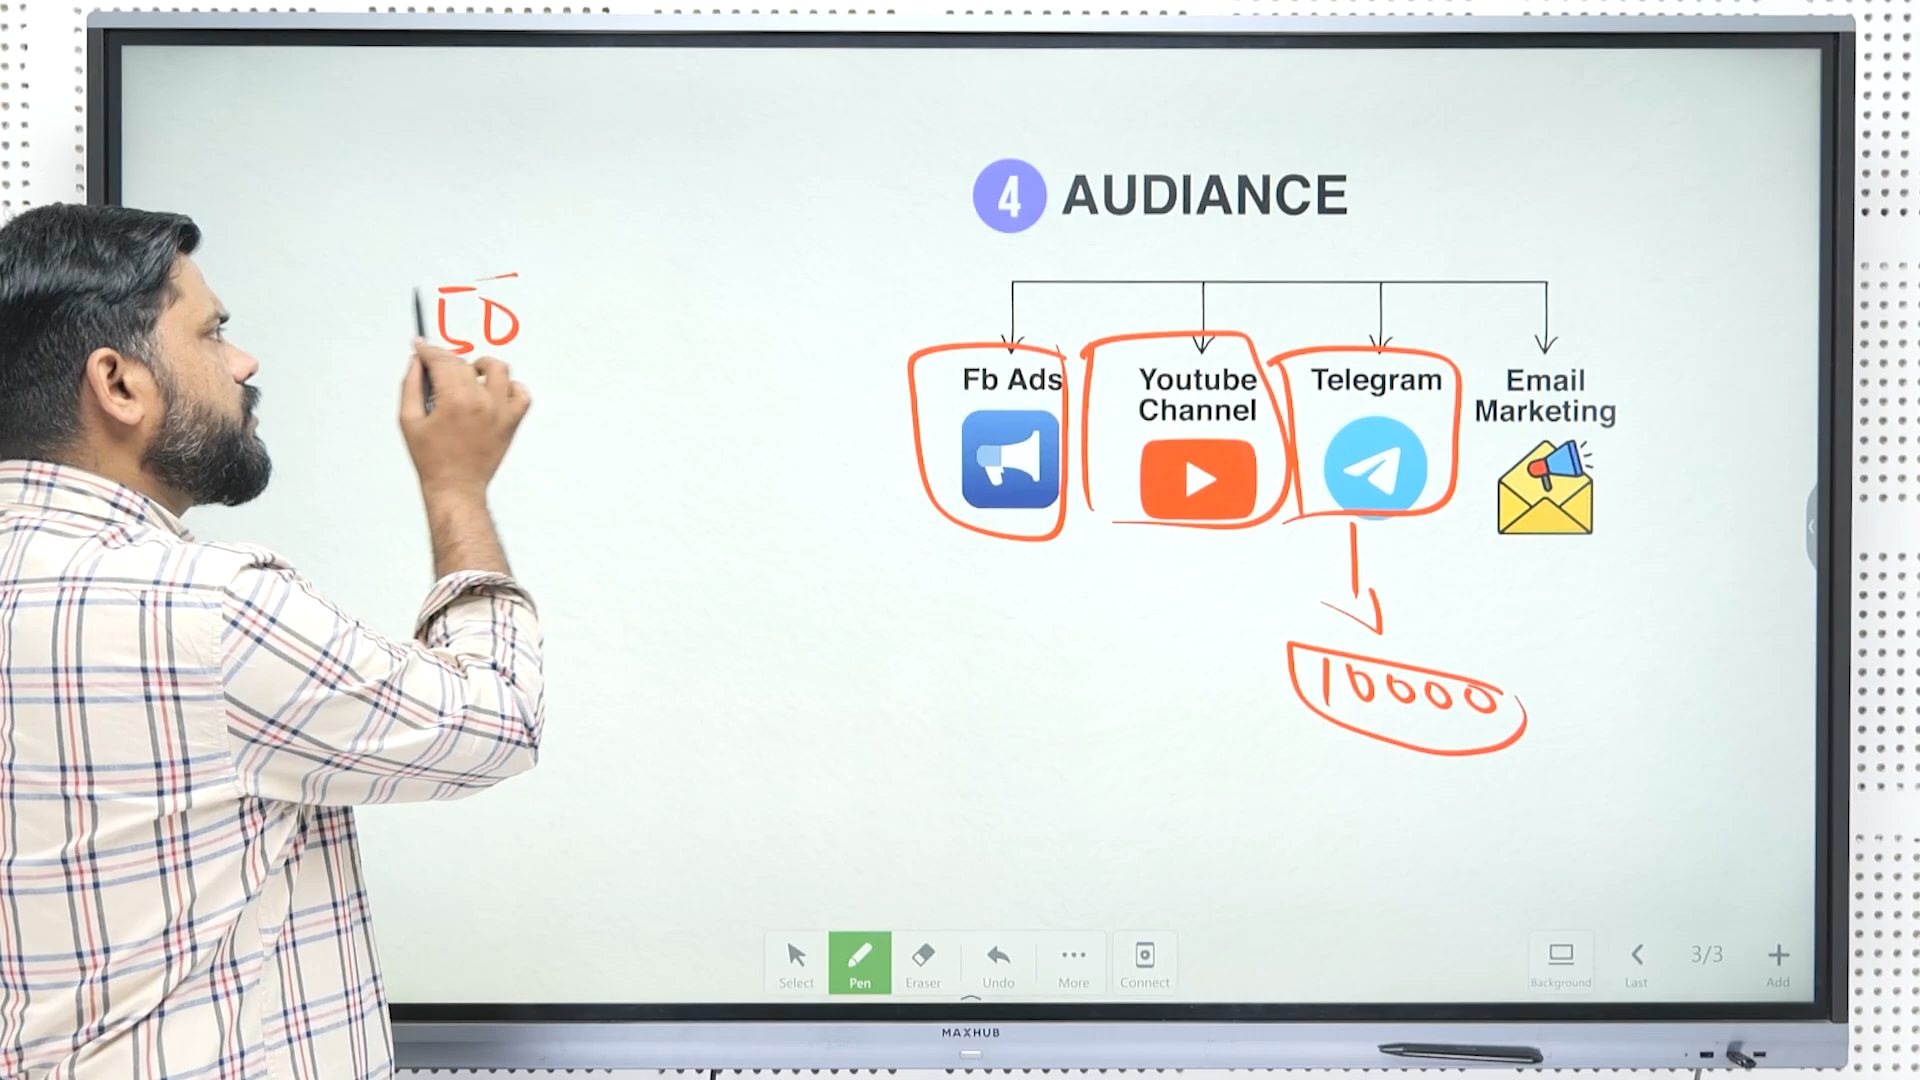 4 AUDIANCE
50
Fb Ads
Youtube
Channel
Telegram
Email
Marketing
10000
Select
Pen
Eraser
Undo
More
Connect
Background
Last
3/3
Add
MAXHUB